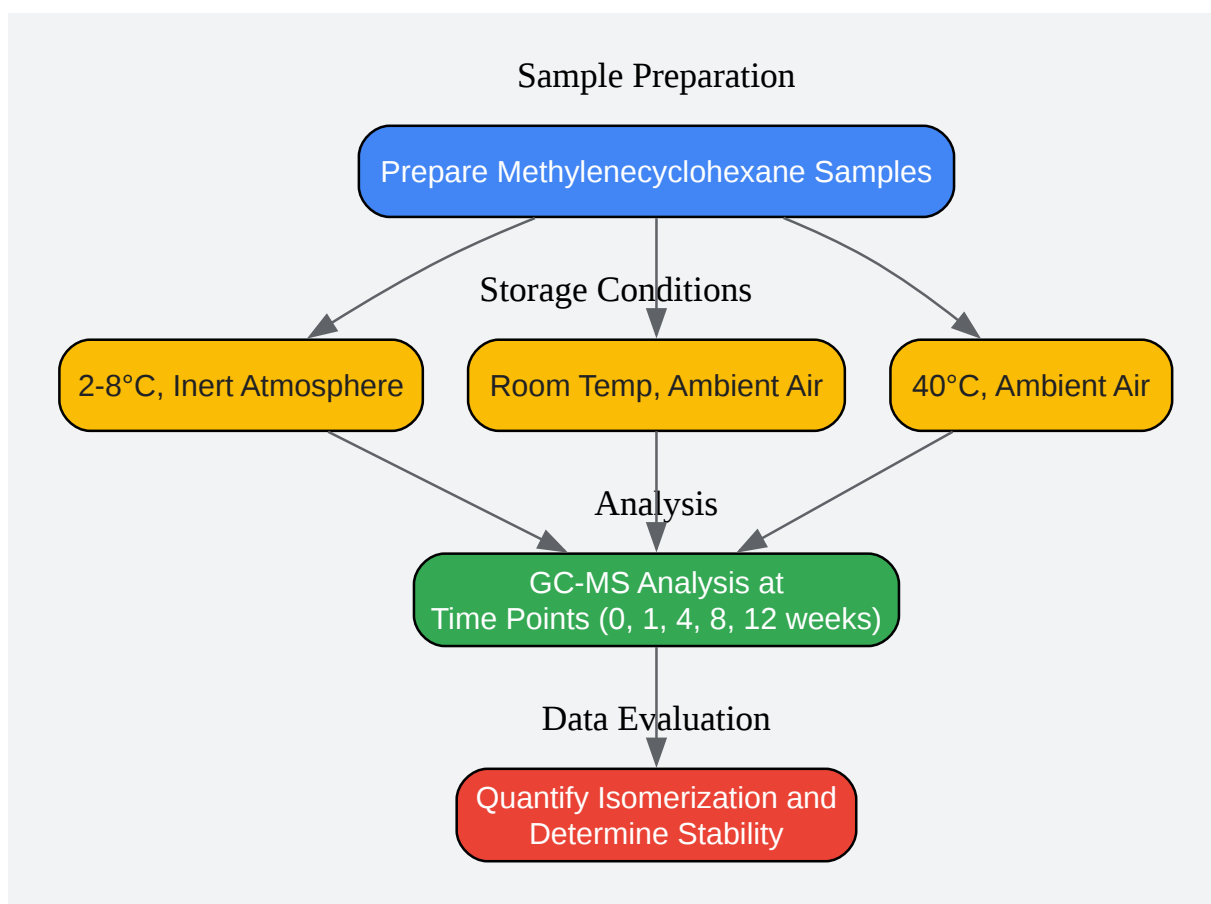 Sample Preparation
Prepare Methylenecyclohexane Samples
Storage Conditions
2-8°C, Inert Atmosphere
Room Temp, Ambient Air
40°C, Ambient Air
Analysis
GC-MS Analysis at
Time Points (0, 1, 4, 8, 12 weeks)
Data Evaluation
Quantify Isomerization and
Determine Stability